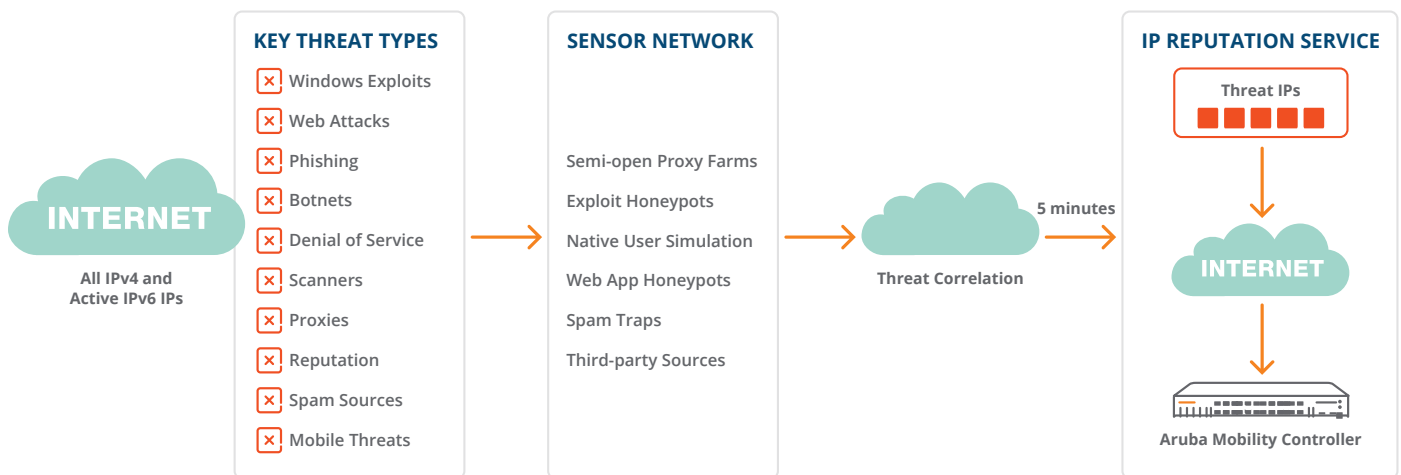 INTERNET
All IPv4 and
Active IPv6 IPs
KEY THREAT TYPES
Windows Exploits
Web Attacks
Phishing
Botnets
Denial of Service
Scanners
Proxies
Reputation
Spam Sources
Mobile Threats
SENSOR NETWORK
Semi-open Proxy Farms
Exploit Honeypots
Native User Simulation
Web App Honeypots
Spam Traps
Third-party Sources
Threat Correlation
5 minutes
IP REPUTATION SERVICE
Threat IPs
INTERNET
Aruba Mobility Controller